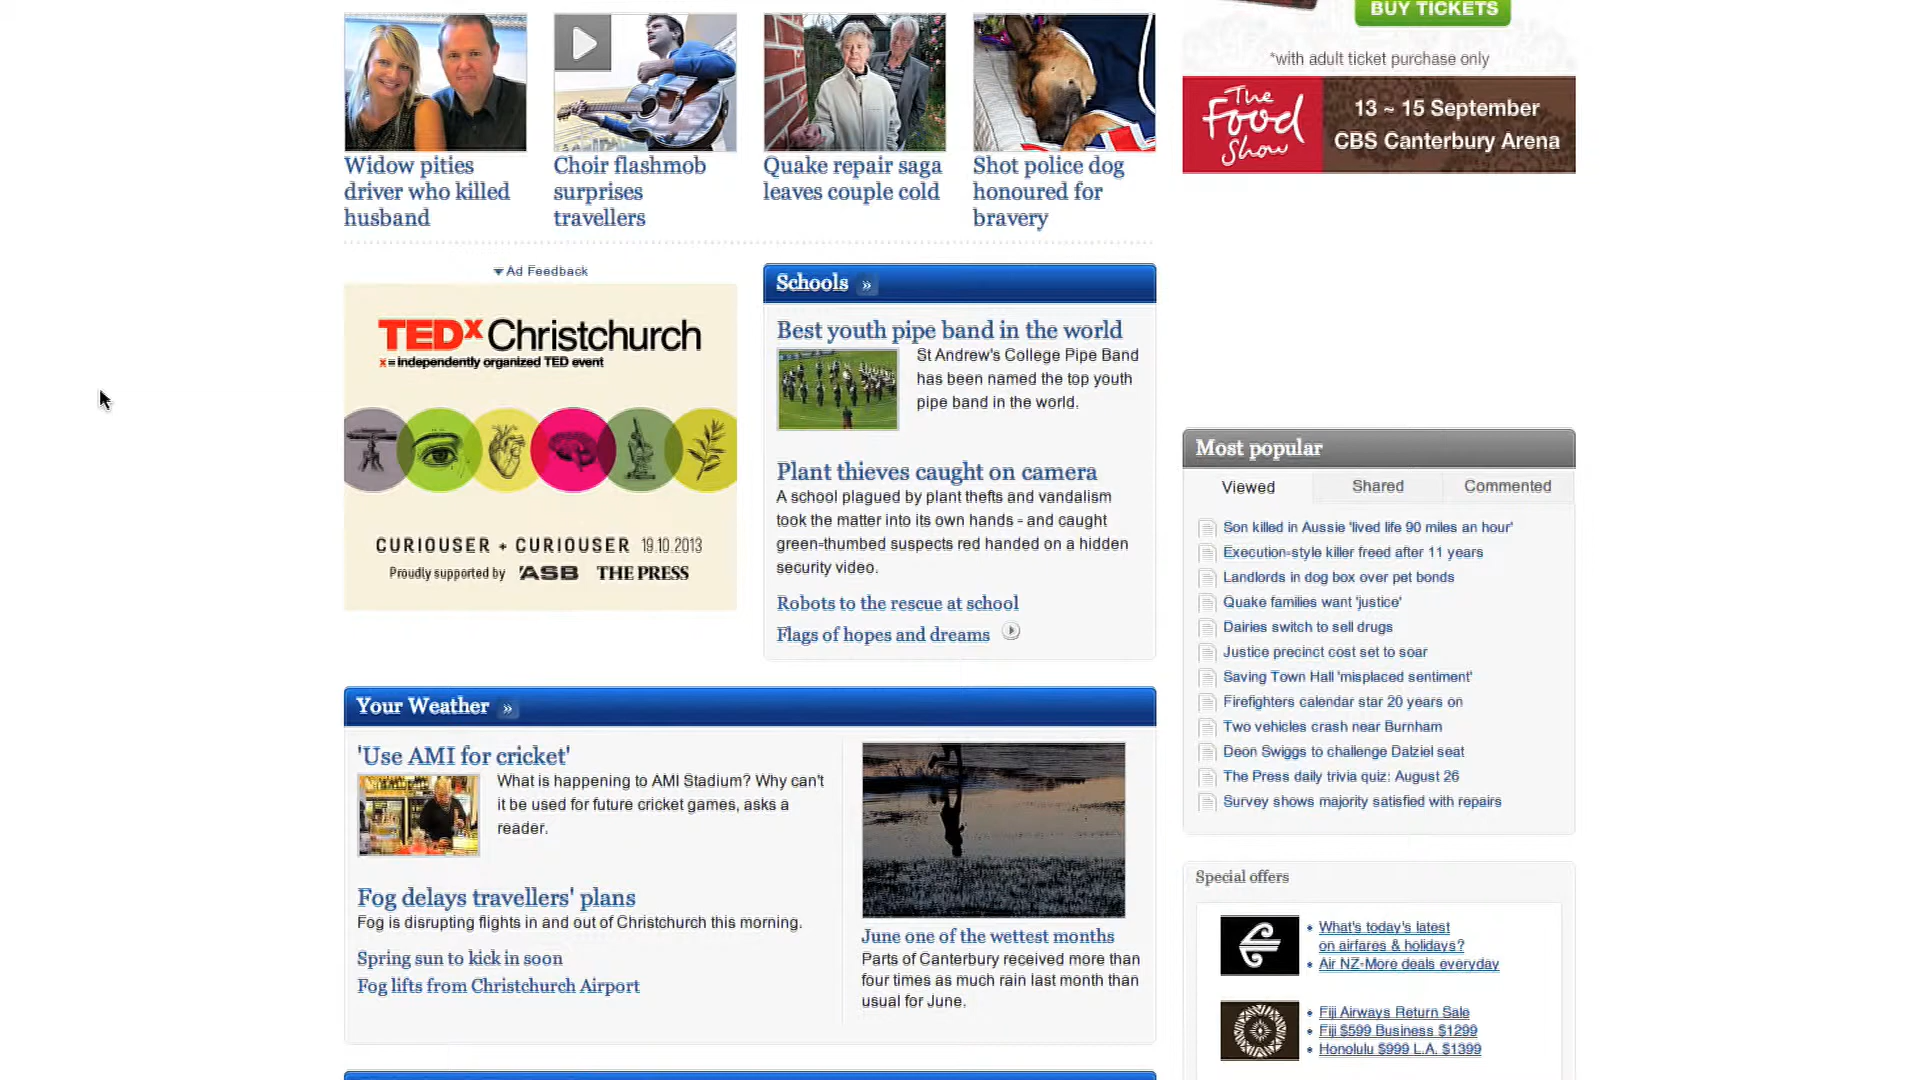 BUY TICKETS
*with adult ticket purchase only
The
Food
Show
13 ~ 15 September
CBS Canterbury Arena
Widow pities
driver who killed
husband
Choir flashmob
surprises
travellers
Quake repair saga
leaves couple cold
Shot police dog
honoured for
bravery
Ad Feedback
TEDx Christchurch
x = independently organized TED event
CURIOUSER + CURIOUSER 19.10.2013
Proudly supported by ASB THE PRESS
Schools »
Best youth pipe band in the world
St Andrew's College Pipe Band
has been named the top youth
pipe band in the world.
Plant thieves caught on camera
A school plagued by plant thefts and vandalism
took the matter into its own hands - and caught
green-thumbed suspects red handed on a hidden
security video.
Robots to the rescue at school
Flags of hopes and dreams
Most popular
Viewed
Shared
Commented
Son killed in Aussie 'lived life 90 miles an hour'
Execution-style killer freed after 11 years
Landlords in dog box over pet bonds
Quake families want 'justice'
Dairies switch to sell drugs
Justice precinct cost set to soar
Saving Town Hall 'misplaced sentiment'
Firefighters calendar star 20 years on
Two vehicles crash near Burnham
Deon Swiggs to challenge Dalziel seat
The Press daily trivia quiz: August 26
Survey shows majority satisfied with repairs
Your Weather »
'Use AMI for cricket'
What is happening to AMI Stadium? Why can't
it be used for future cricket games, asks a
reader.
Fog delays travellers' plans
Fog is disrupting flights in and out of Christchurch this morning.
Spring sun to kick in soon
Fog lifts from Christchurch Airport
June one of the wettest months
Parts of Canterbury received more than
four times as much rain last month than
usual for June.
Special offers
• What's today's latest
on airfares & holidays?
• Air NZ-More deals everyday
• Fiji Airways Return Sale
• Fiji $599 Business $1299
• Honolulu $999 L.A. $1399